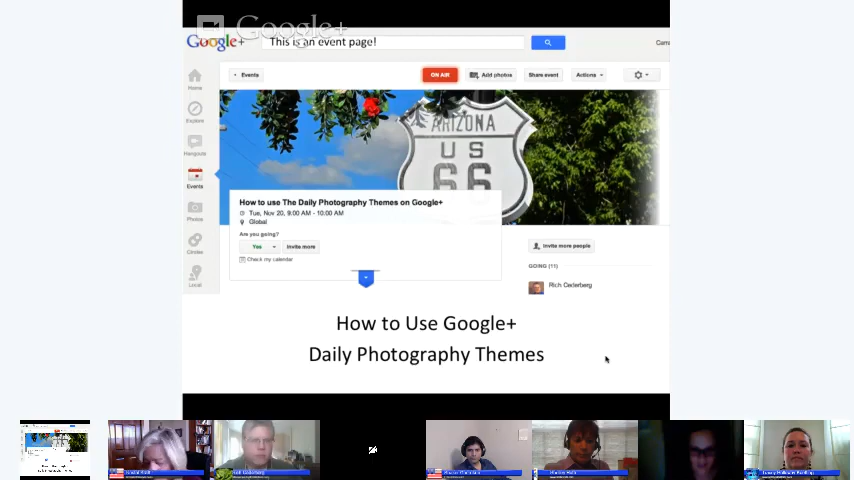 Google+
Google+ This is an event page!
Events ON AIR Add photos Share event Actions
Home
Explore
Hangouts
Events
Photos
Circles
Local
ARIZONA
US
66
How to use The Daily Photography Themes on Google+
Tue, Nov 20, 9:00 AM - 10:00 AM
Global
Are you going?
Yes Invite more
Check my calendar
Invite more people
GOING (11)
Rich Cederberg
How to Use Google+
Daily Photography Themes